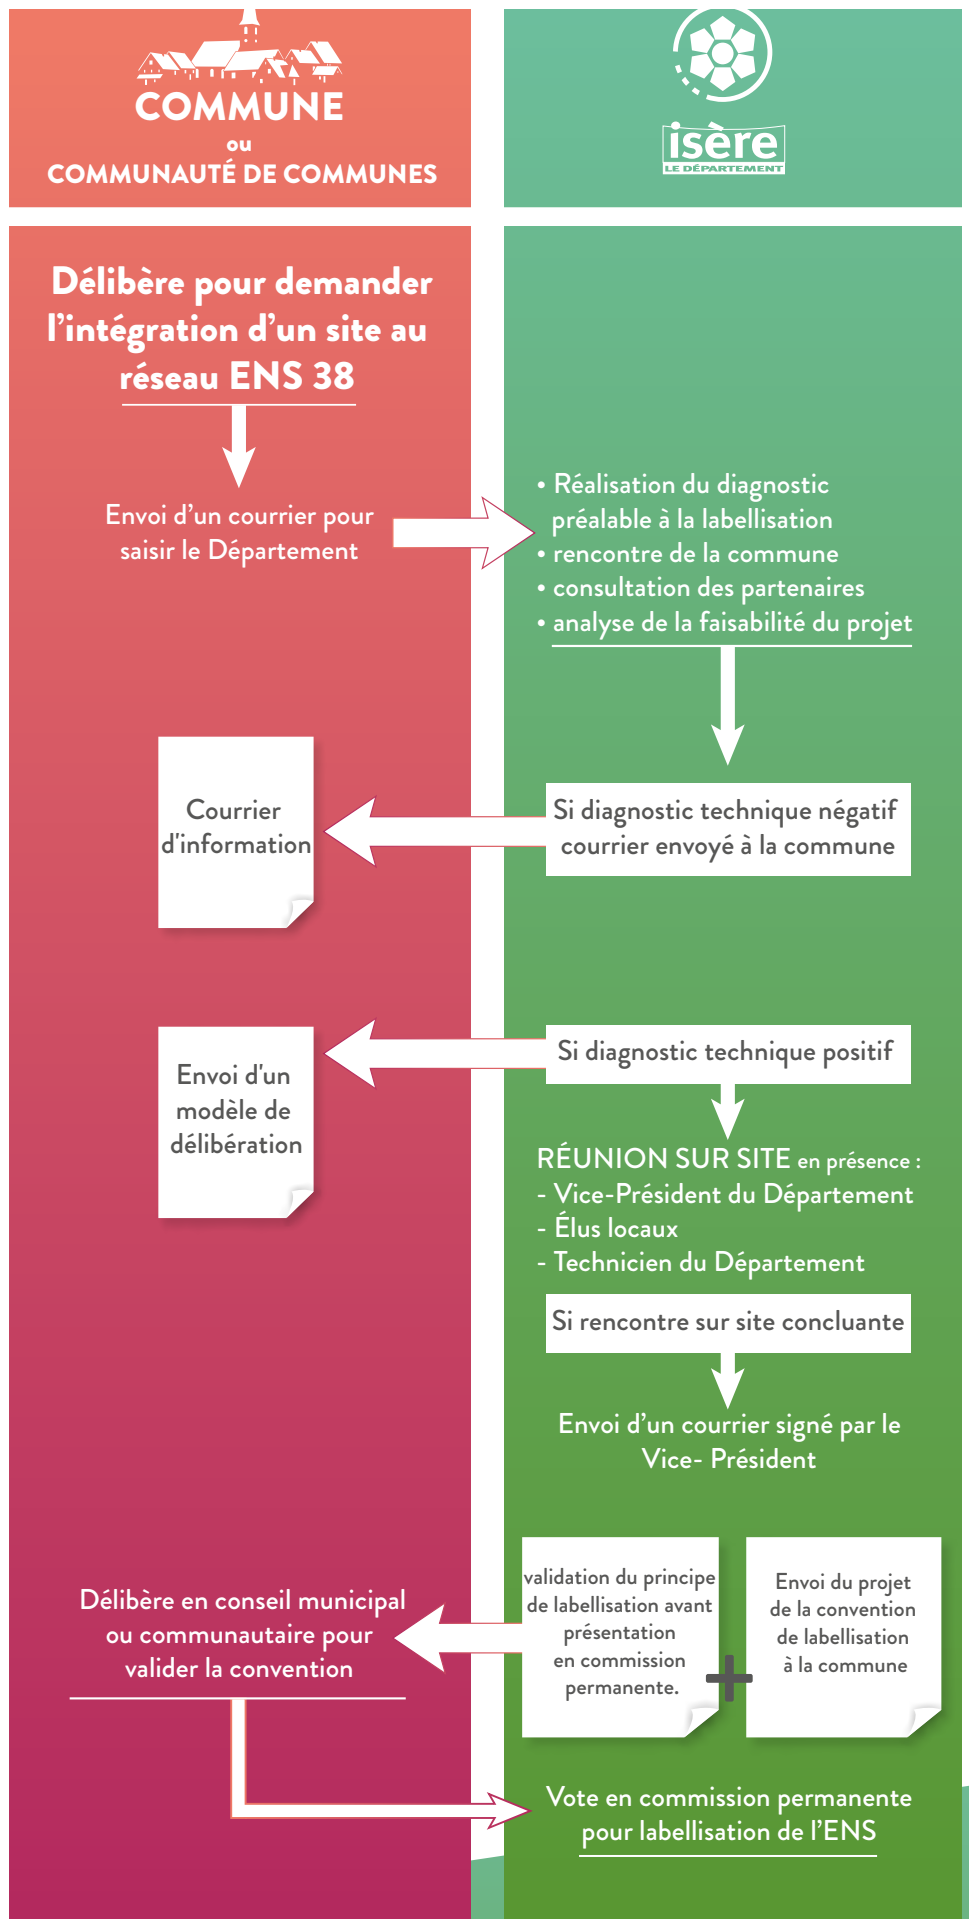 COMMUNE
ou
COMMUNAUTÉ DE COMMUNES
isère
LE DÉPARTEMENT
Délibère pour demander
l'intégration d'un site au
réseau ENS 38
Envoi d'un courrier pour
saisir le Département
• Réalisation du diagnostic
préalable à la labellisation
• rencontre de la commune
• consultation des partenaires
• analyse de la faisabilité du projet
Si diagnostic technique négatif
courrier envoyé à la commune
Courrier
d'information
Si diagnostic technique positif
Envoi d'un
modèle de
délibération
RÉUNION SUR SITE en présence :
- Vice-Président du Département
- Élus locaux
- Technicien du Département
Si rencontre sur site concluante
Envoi d'un courrier signé par le
Vice- Président
validation du principe
de labellisation avant
présentation
en commission
permanente.
+
Envoi du projet
de la convention
de labellisation
à la commune
Délibère en conseil municipal
ou communautaire pour
valider la convention
Vote en commission permanente
pour labellisation de l'ENS